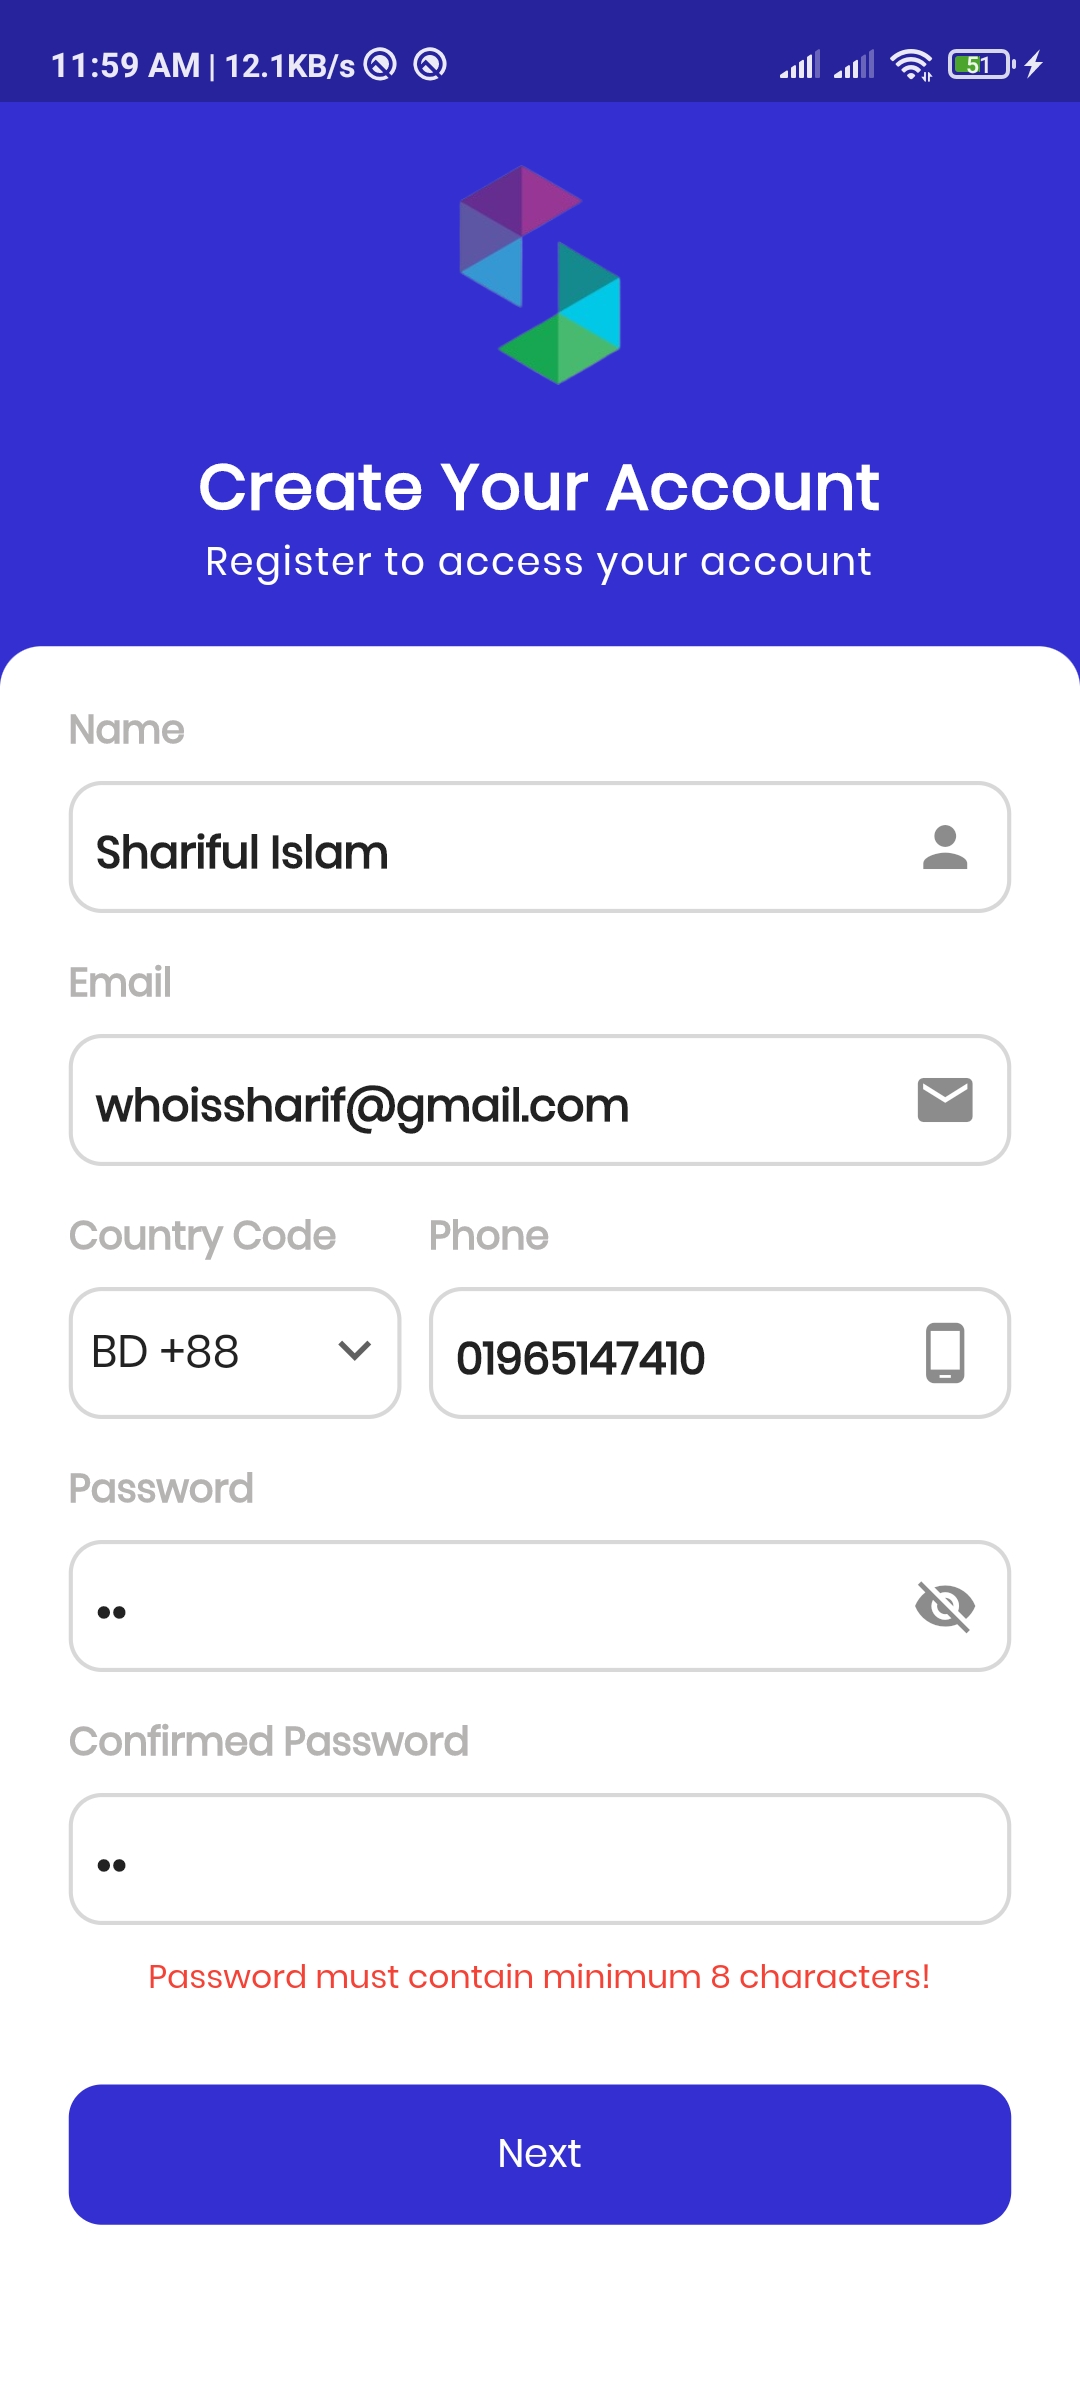 11:59 AM | 12.1KB/s 51
Create Your Account
Register to access your account
Name
Shariful Islam
Email
whoissharif@gmail.com
Country Code Phone
BD +88 01965147410
Password
••
Confirmed Password
••
Password must contain minimum 8 characters!
Next